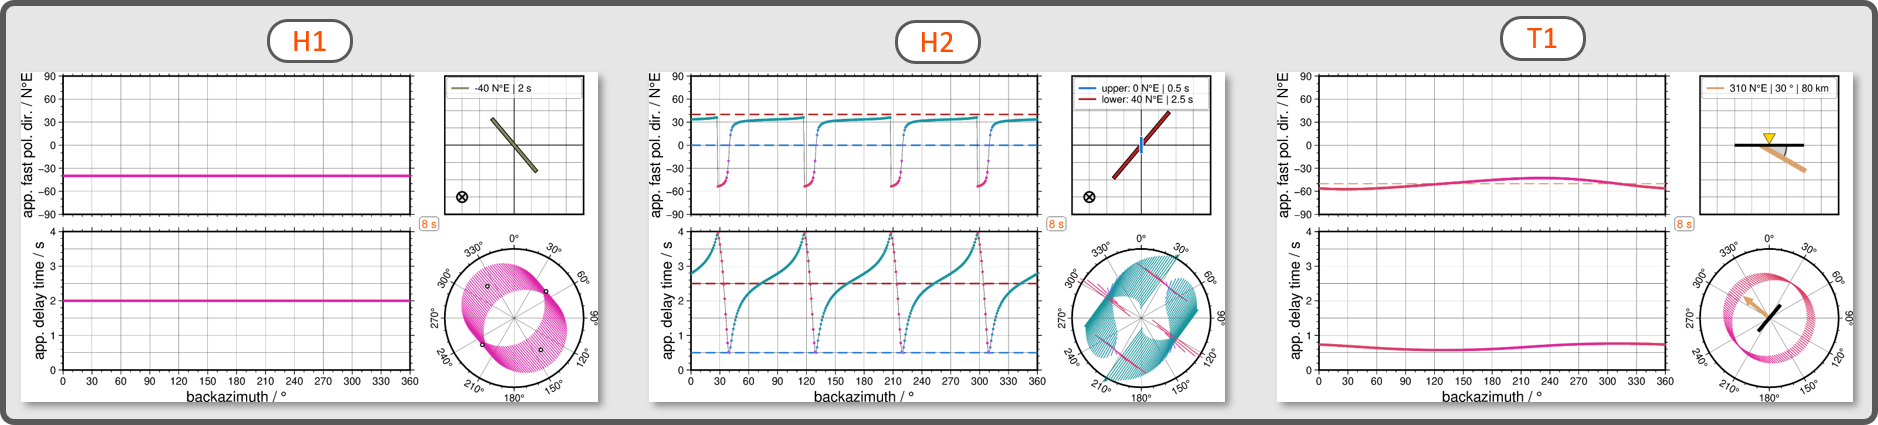 H1
app. fast pol. dir. / N°E
90
60
30
0
−30
−60
−90
-40 N°E | 2 s
8 s
app. delay time / s
4
3
2
1
0
0 30 60 90 120 150 180 210 240 270 300 330 360
backazimuth / °
0° 30° 60° 90° 120° 150° 180° 210° 240° 270° 300° 330°
H2
app. fast pol. dir. / N°E
90
60
30
0
−30
−60
−90
upper: 0 N°E | 0.5 s
lower: 40 N°E | 2.5 s
8 s
app. delay time / s
4
3
2
1
0
0 30 60 90 120 150 180 210 240 270 300 330 360
backazimuth / °
0° 30° 60° 90° 120° 150° 180° 210° 240° 270° 300° 330°
T1
app. fast pol. dir. / N°E
90
60
30
0
−30
−60
−90
310 N°E | 30 ° | 80 km
8 s
app. delay time / s
4
3
2
1
0
0 30 60 90 120 150 180 210 240 270 300 330 360
backazimuth / °
0° 30° 60° 90° 120° 150° 180° 210° 240° 270° 300° 330°